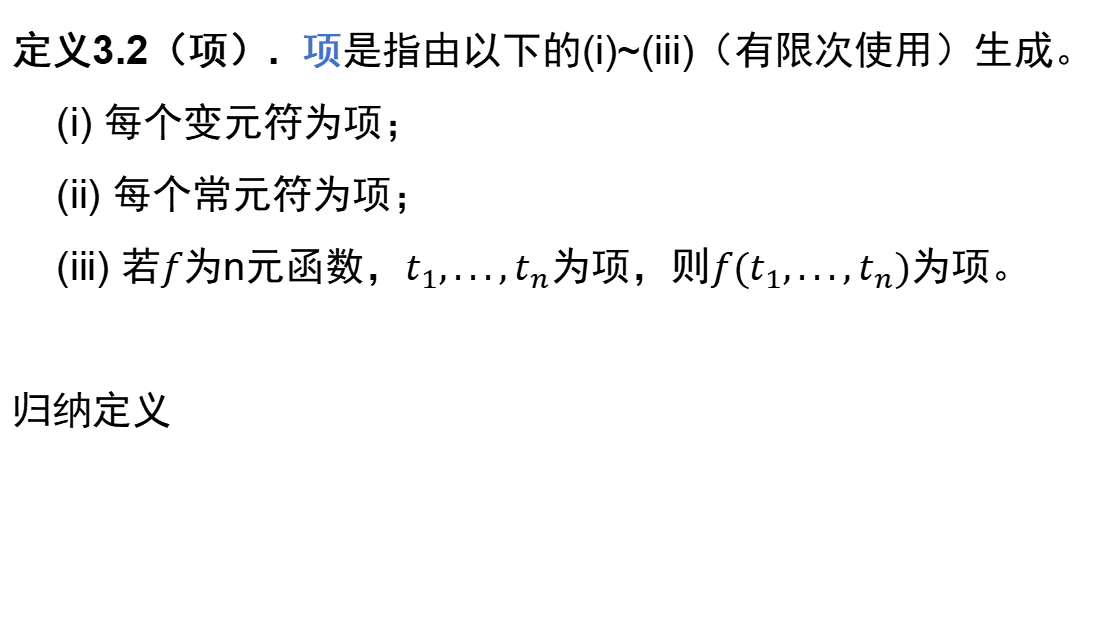 定义3.2（项）. 项是指由以下的(i)~(iii)（有限次使用）生成。
(i) 每个变元符为项；
(ii) 每个常元符为项；
(iii) 若𝑓为n元函数，𝑡₁,...,𝑡ₙ为项，则𝑓(𝑡₁,...,𝑡ₙ)为项。
归纳定义